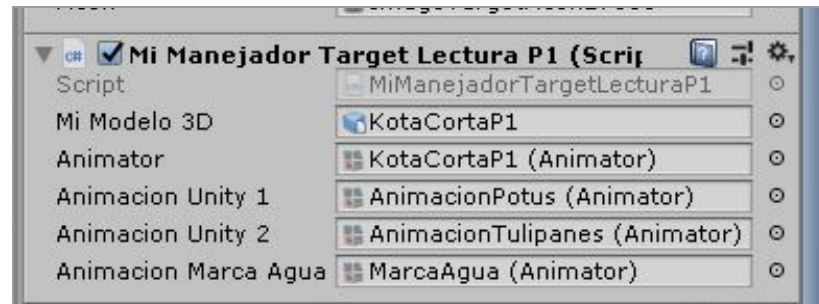 Mi Manejador Target Lectura P1 (Scrip
Script MiManejadorTargetLecturaP1
Mi Modelo 3D KotaCortaP1
Animator KotaCortaP1 (Animator)
Animacion Unity 1 AnimacionPotus (Animator)
Animacion Unity 2 AnimacionTulipanes (Animator)
Animacion Marca Agua MarcaAgua (Animator)